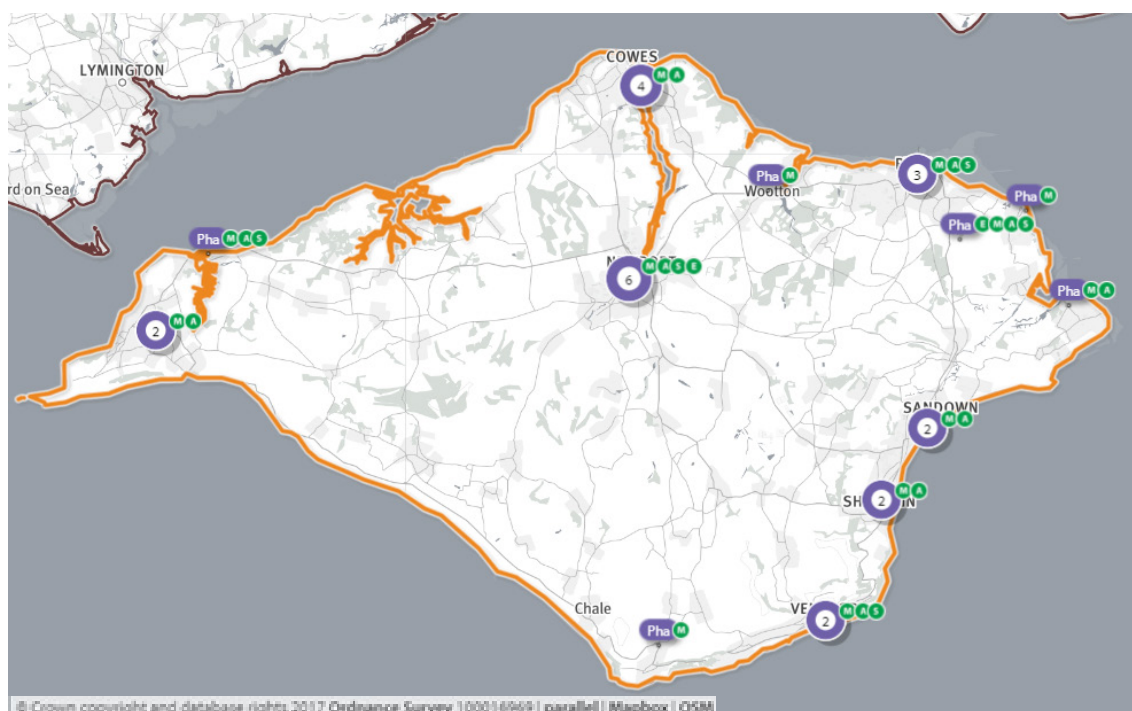 COWES
LYMINGTON
4 M A
rd on Sea
Pha M
Wootton
3 M A S
Pha M
Pha E M A S
Pha M A S
6 M A S E
Pha M A
2 M A
SANDOWN
2 M A
2 M A
Chale
2 M A S
Pha M
© Crown copyright and database rights 2017 Ordnance Survey 100016969 | parallel | Mapbox | OSM